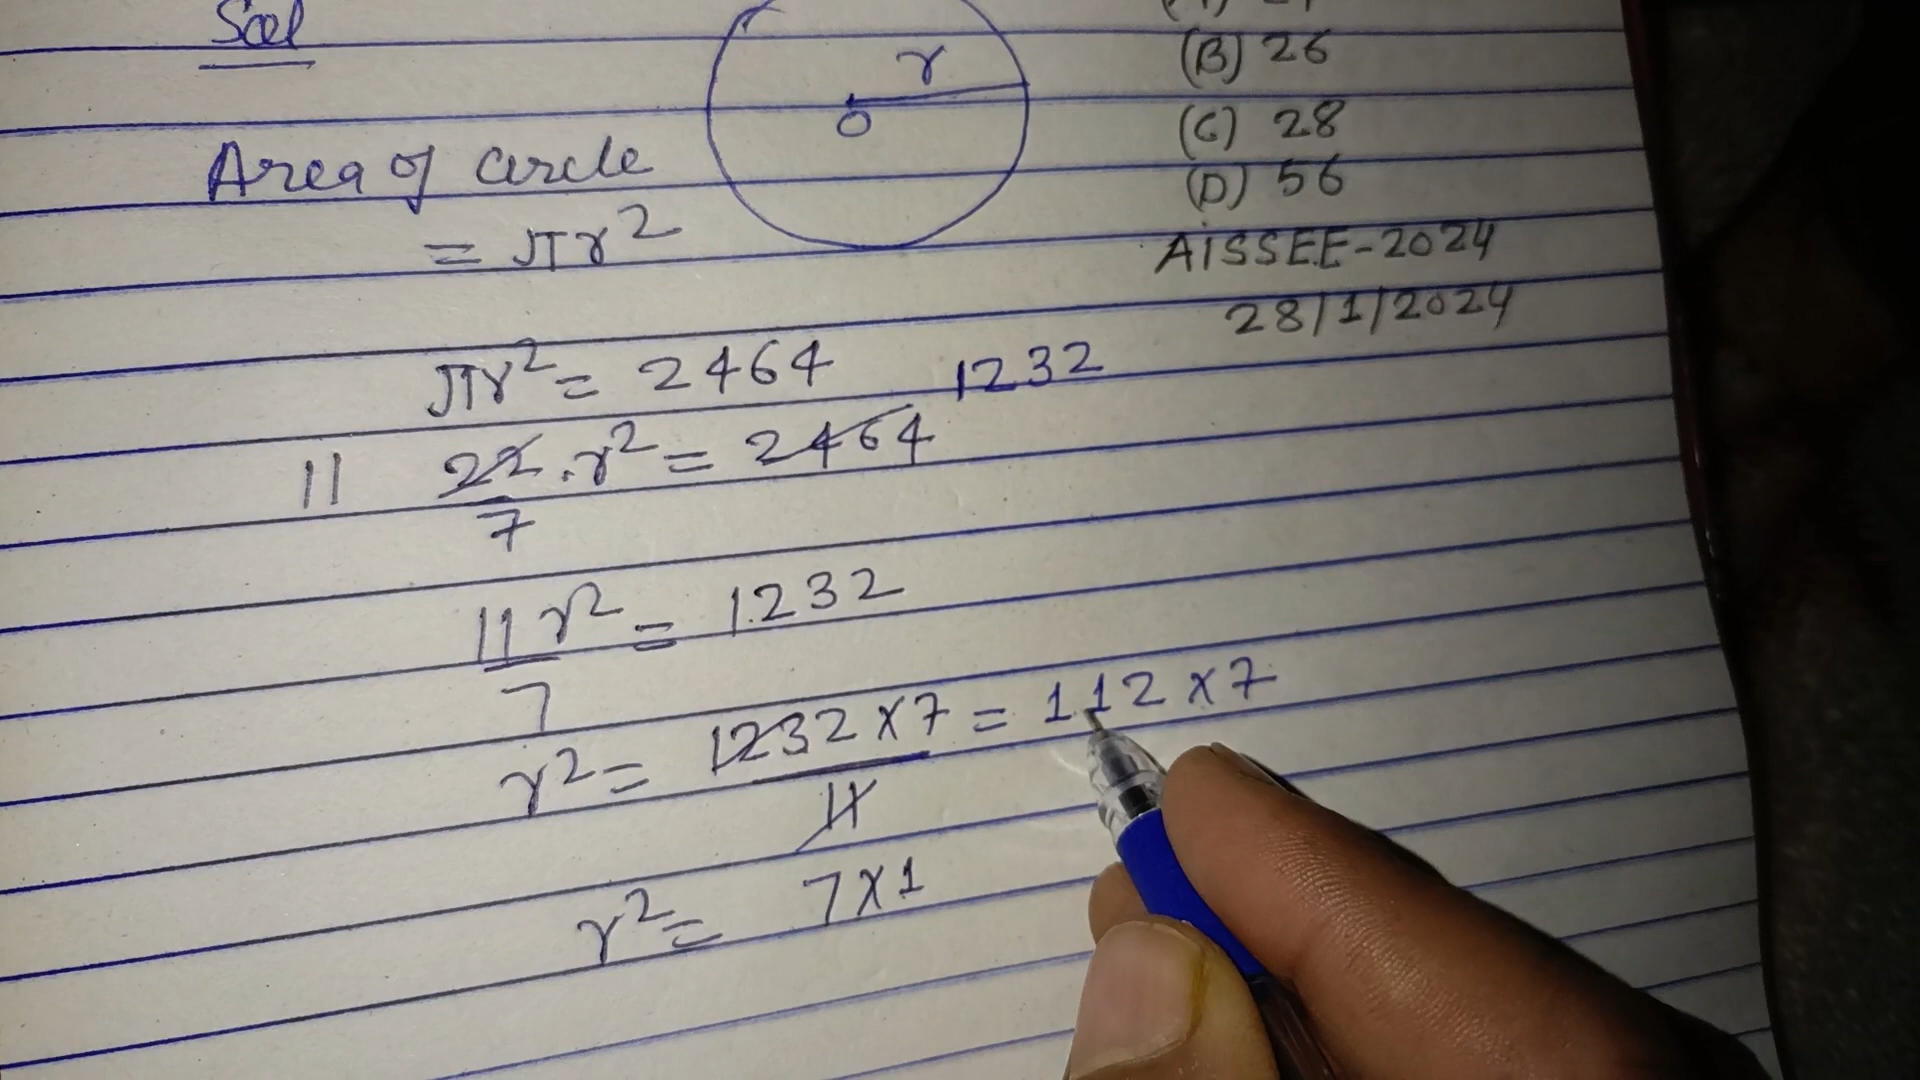 Sol
r
O
(B) 26
(C) 28
(D) 56
AISSEE-2024
28/1/2024
Area of circle
= πr²
πr² = 2464
1232
11 22/7 . r² = 2464
11r²/7 = 1232
r² = 1232 x 7 / 11 = 112 x 7
r² = 7 x 1